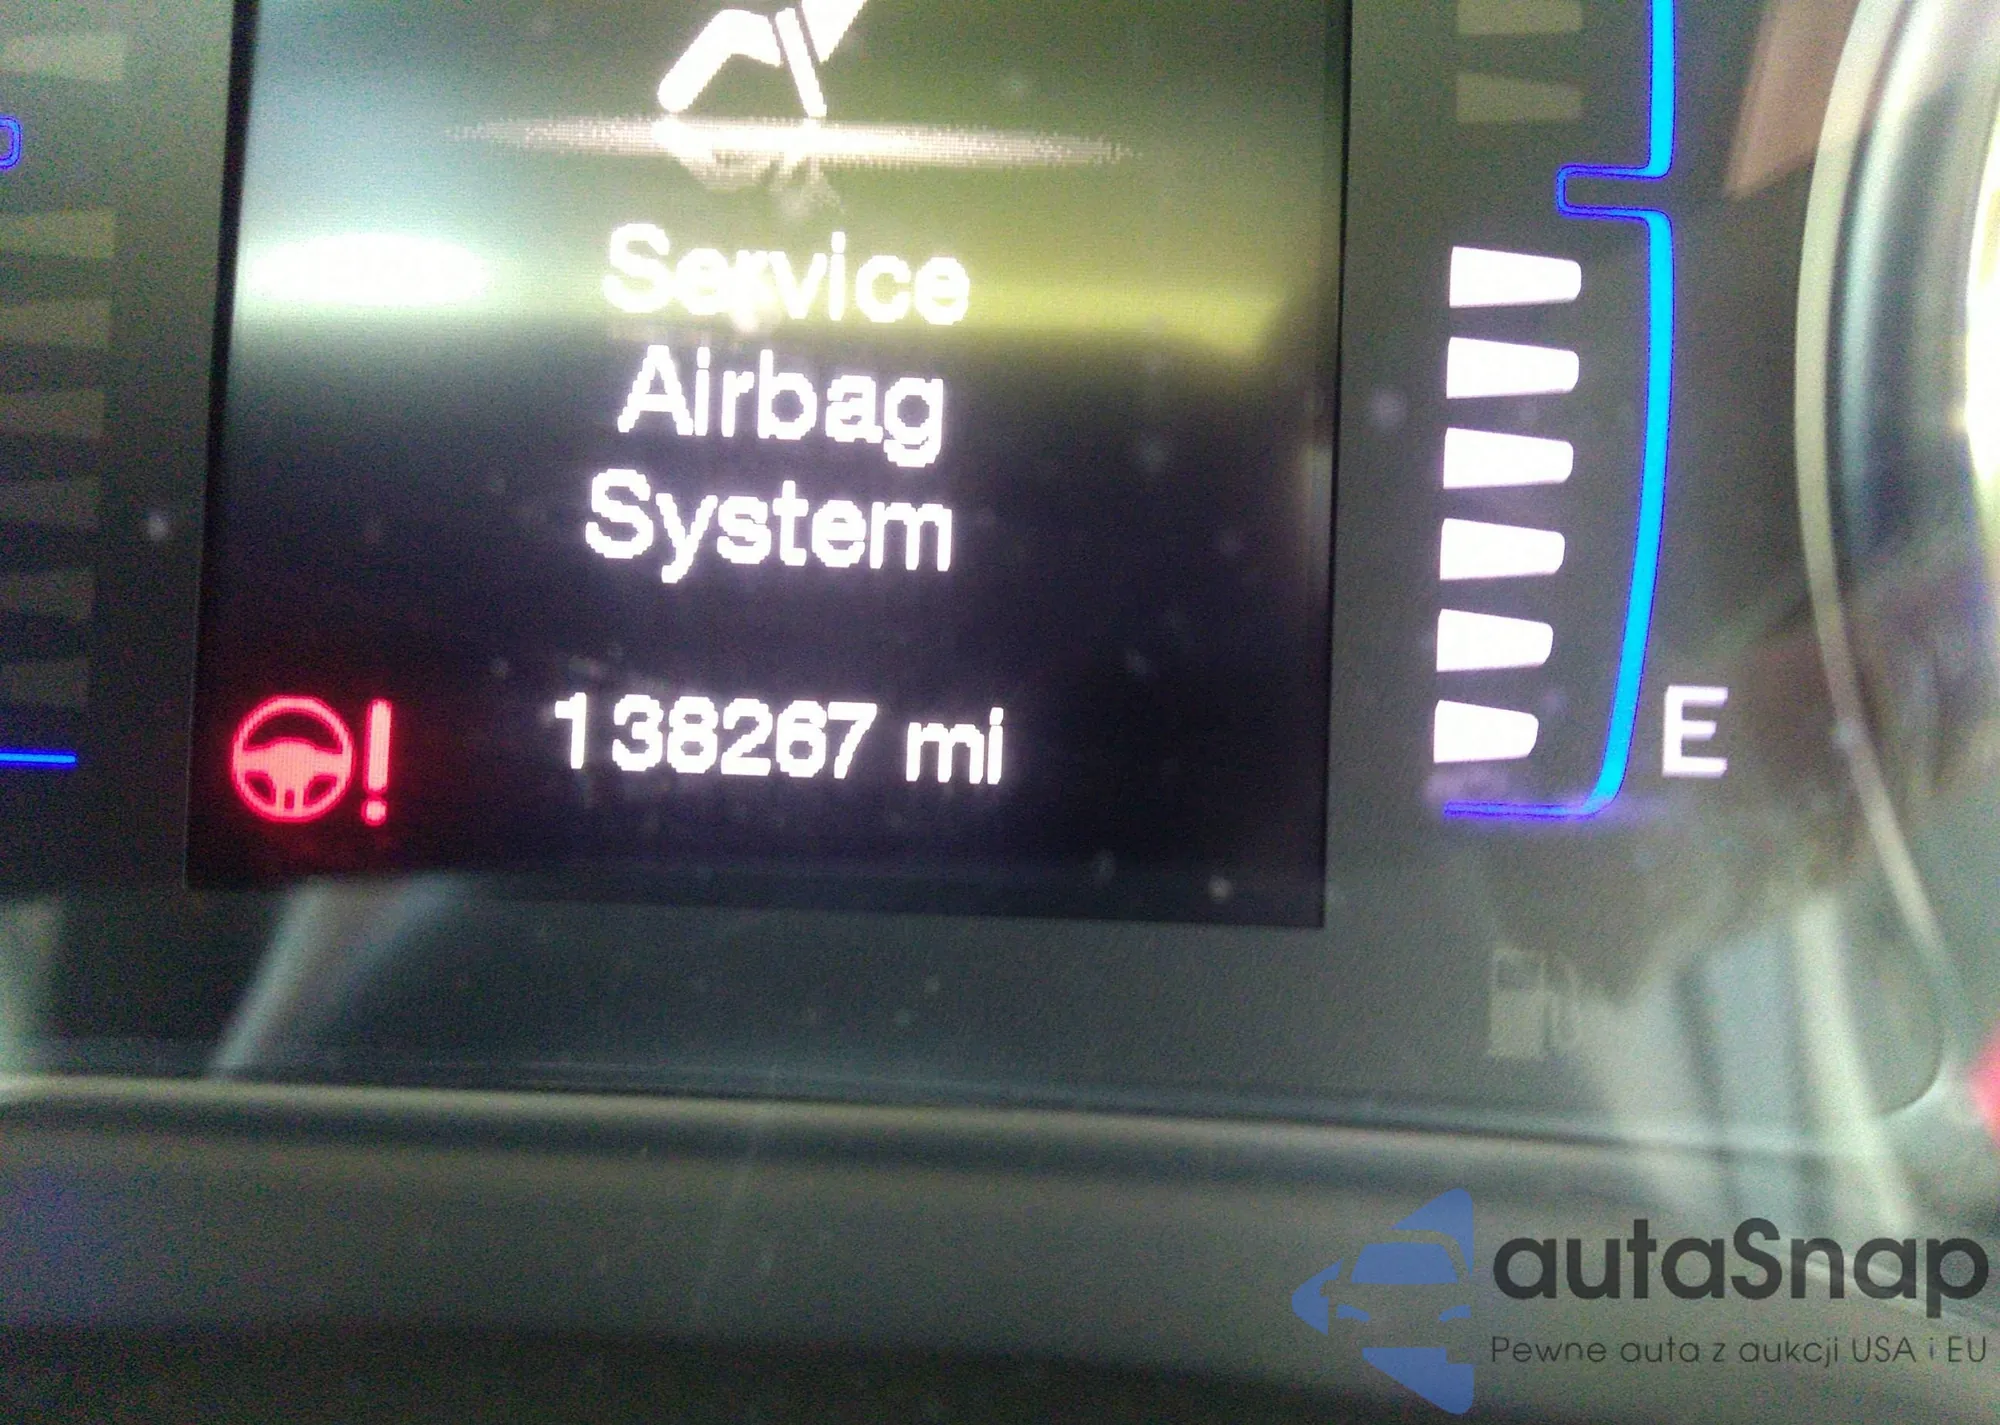 Service
Airbag
System
138267 mi
E
autaSnap
Pewne auta z aukcji USA i EU